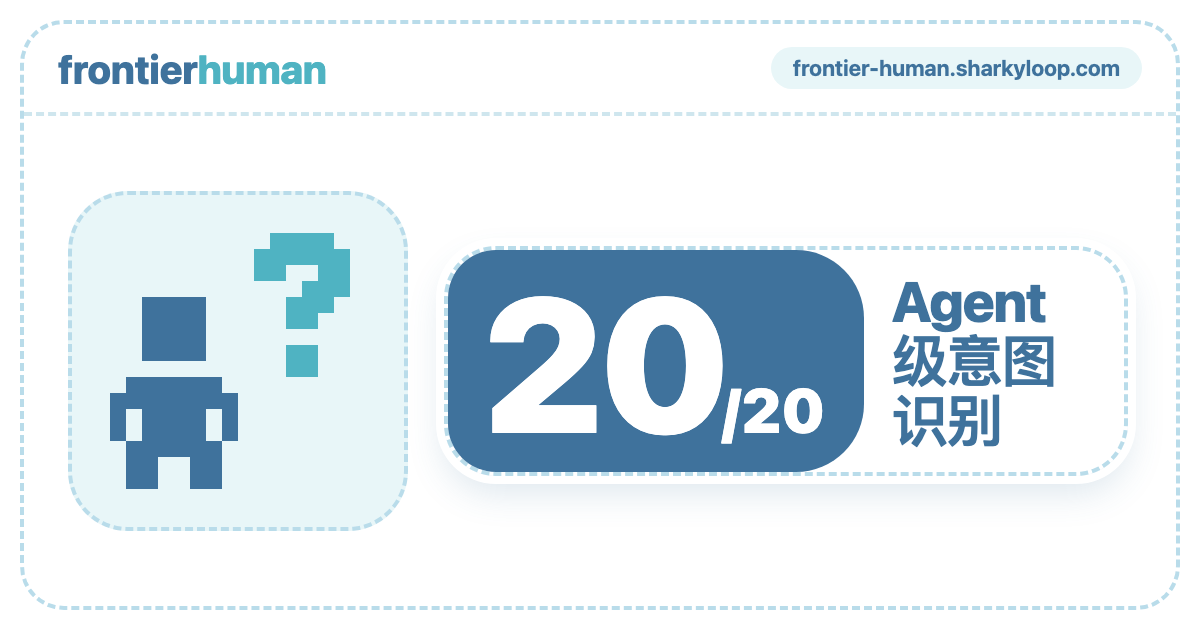 frontierhuman
frontier-human.sharkyloop.com
?
20/20
Agent
级意图
识别